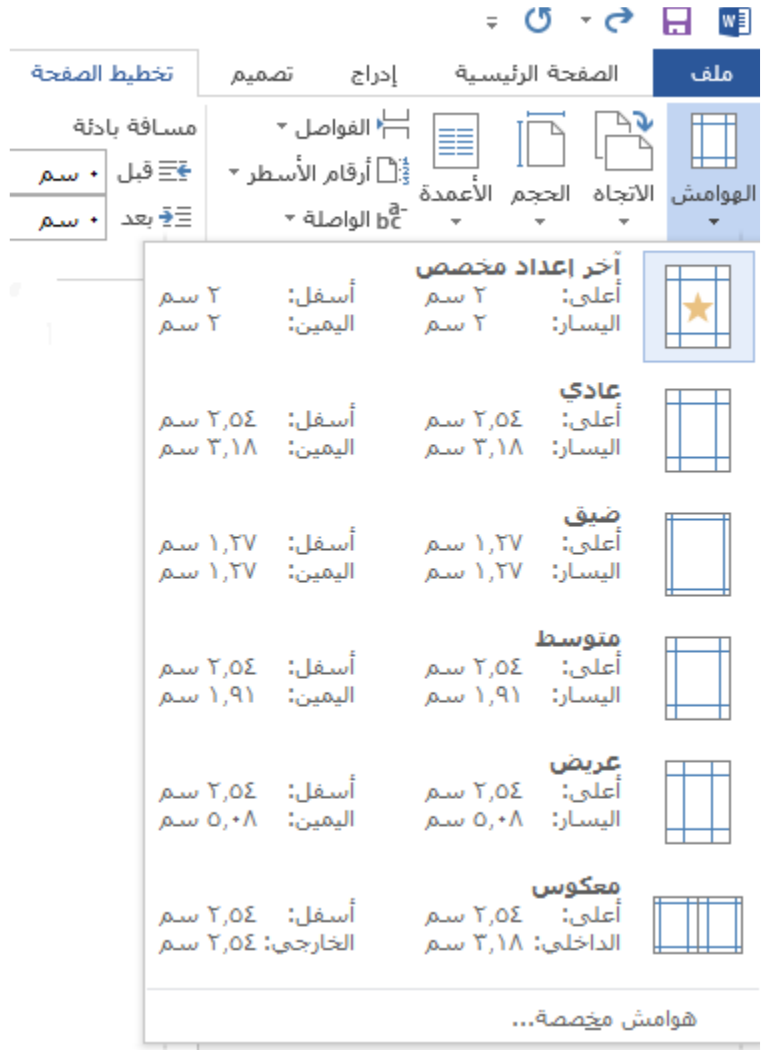 ملف الصفحة الرئيسية إدراج تصميم تخطيط الصفحة
الهوامش
الاتجاه
الحجم
الأعمدة
الفواصل
أرقام الأسطر
الواصلة
مسافة بادئة
قبل ٠ سم
بعد ٠ سم
آخر إعداد مخصص
أعلى: ٢ سم أسفل: ٢ سم
اليسار: ٢ سم اليمين: ٢ سم
عادي
أعلى: ٢,٥٤ سم أسفل: ٢,٥٤ سم
اليسار: ٣,١٨ سم اليمين: ٣,١٨ سم
ضيق
أعلى: ١,٢٧ سم أسفل: ١,٢٧ سم
اليسار: ١,٢٧ سم اليمين: ١,٢٧ سم
متوسط
أعلى: ٢,٥٤ سم أسفل: ٢,٥٤ سم
اليسار: ١,٩١ سم اليمين: ١,٩١ سم
عريض
أعلى: ٢,٥٤ سم أسفل: ٢,٥٤ سم
اليسار: ٥,٠٨ سم اليمين: ٥,٠٨ سم
معكوس
أعلى: ٢,٥٤ سم أسفل: ٢,٥٤ سم
الداخلي: ٣,١٨ سم الخارجي: ٢,٥٤ سم
هوامش مخصصة...